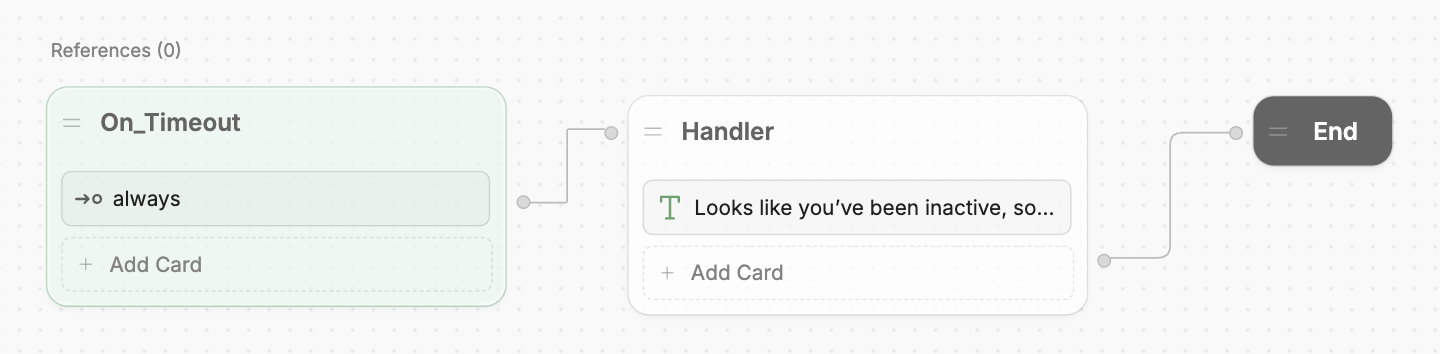 References (0)
On_Timeout
always
+ Add Card
Handler
Looks like you’ve been inactive, so...
+ Add Card
End